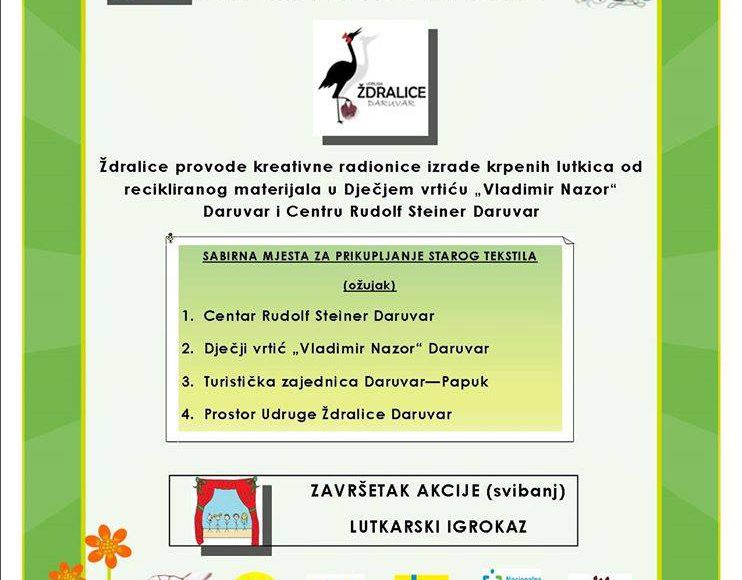 UDRUGA
ŽDRALICE
DARUVAR
Ždralice provode kreativne radionice izrade krpenih lutkica od
recikliranog materijala u Dječjem vrtiću „Vladimir Nazor“
Daruvar i Centru Rudolf Steiner Daruvar
SABIRNA MJESTA ZA PRIKUPLJANJE STAROG TEKSTILA
(ožujak)
1. Centar Rudolf Steiner Daruvar
2. Dječji vrtić „Vladimir Nazor“ Daruvar
3. Turistička zajednica Daruvar—Papuk
4. Prostor Udruge Ždralice Daruvar
ZAVRŠETAK AKCIJE (svibanj)
LUTKARSKI IGROKAZ